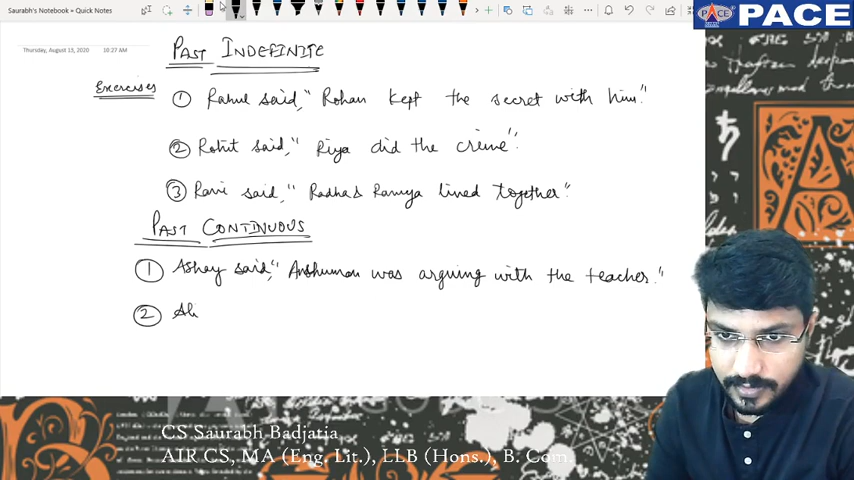 Saurabh's Notebook » Quick Notes
PACE
PACE
Thursday, August 13, 2020 10:27 AM
PAST INDEFINITE
Exercises
① Rahul said, "Rohan kept the secret with him."
② Rohit said, "Riya did the crime".
③ Ravi said, "Radha & Ramya lived together".
PAST CONTINUOUS
① Ashay said, "Anshuman was arguing with the teacher."
② Ali
CS Saurabh Badjatia
AIR CS, MA (Eng. Lit.), LLB (Hons.), B. Com.